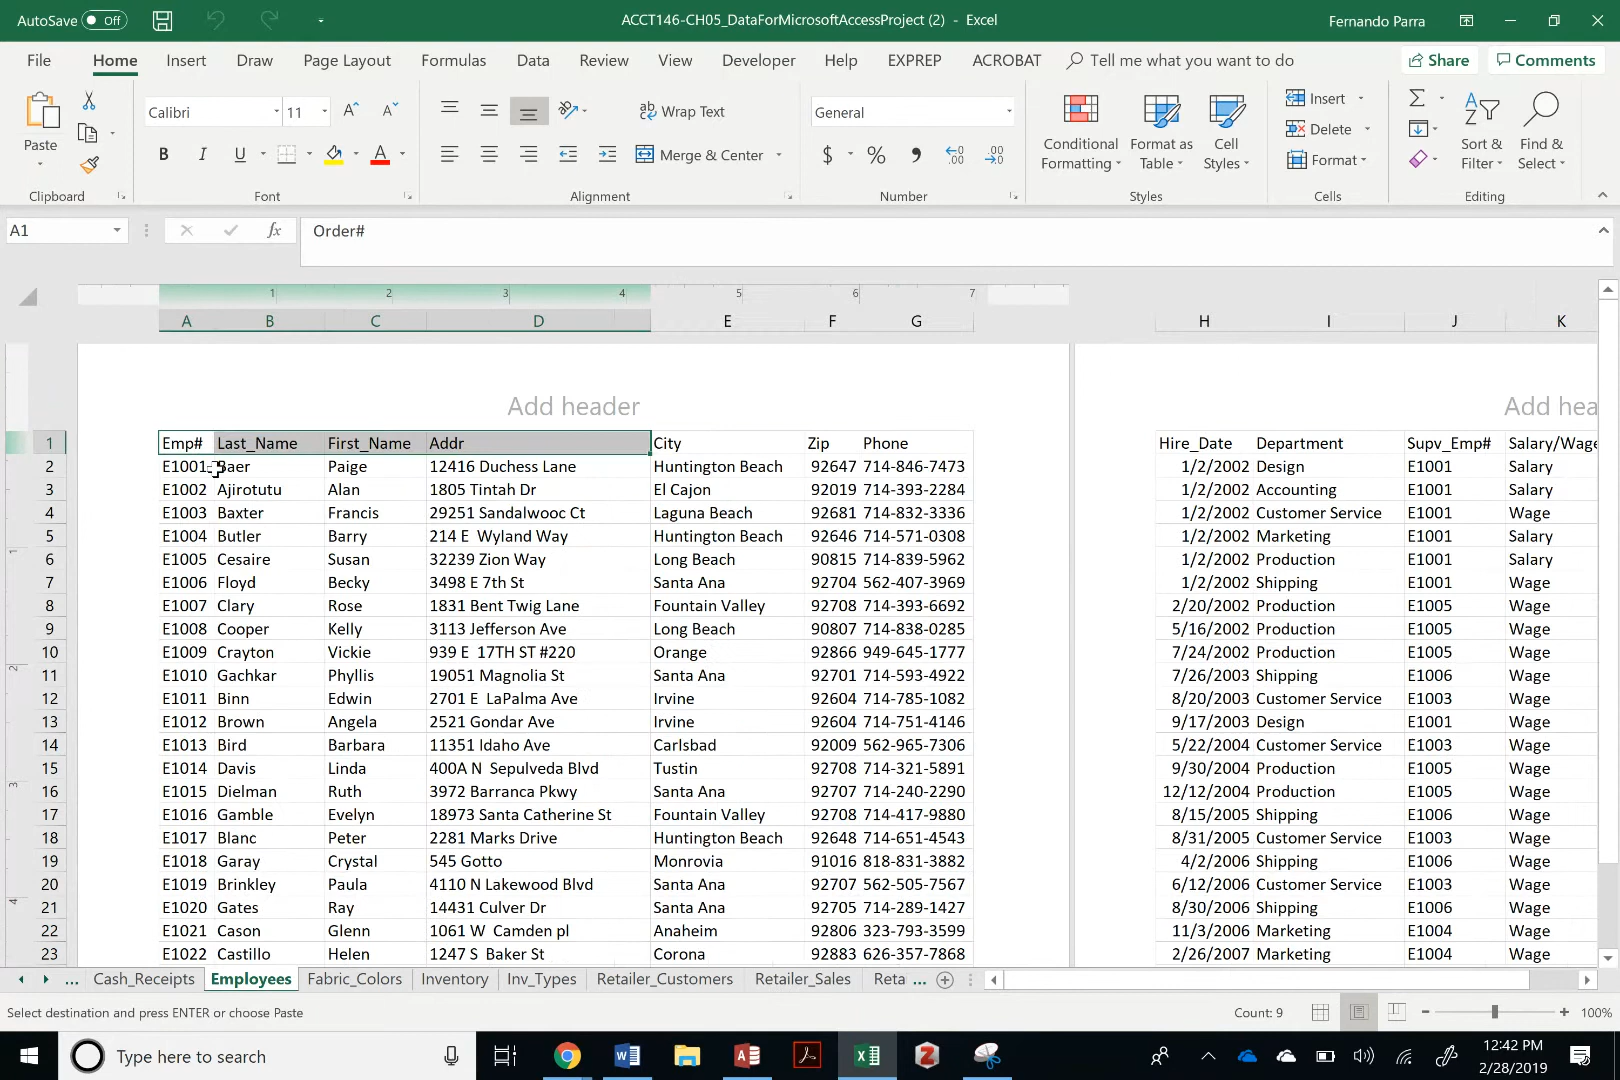 AutoSave Off ACCT146-CH05_DataForMicrosoftAccessProject (2) - Excel Fernando Parra
File Home Insert Draw Page Layout Formulas Data Review View Developer Help EXPREP ACROBAT Tell me what you want to do Share Comments
Paste Calibri 11 A^ A˅ Wrap Text General Conditional Formatting Format as Table Cell Styles Insert Delete Format Sort & Filter Find & Select
B I U A Merge & Center $ % , .00 .00
Clipboard Font Alignment Number Styles Cells Editing
A1 fx Order#
1 2 3 4 5 6 7
A B C D E F G H I J K
Add header Add hea
1 Emp# Last_Name First_Name Addr City Zip Phone Hire_Date Department Supv_Emp# Salary/Wage
2 E1001 Baer Paige 12416 Duchess Lane Huntington Beach 92647 714-846-7473 1/2/2002 Design E1001 Salary
3 E1002 Ajirotutu Alan 1805 Tintah Dr El Cajon 92019 714-393-2284 1/2/2002 Accounting E1001 Salary
4 E1003 Baxter Francis 29251 Sandalwooc Ct Laguna Beach 92681 714-832-3336 1/2/2002 Customer Service E1001 Wage
5 E1004 Butler Barry 214 E  Wyland Way Huntington Beach 92646 714-571-0308 1/2/2002 Marketing E1001 Salary
6 E1005 Cesaire Susan 32239 Zion Way Long Beach 90815 714-839-5962 1/2/2002 Production E1001 Salary
7 E1006 Floyd Becky 3498 E 7th St Santa Ana 92704 562-407-3969 1/2/2002 Shipping E1001 Wage
8 E1007 Clary Rose 1831 Bent Twig Lane Fountain Valley 92708 714-393-6692 2/20/2002 Production E1005 Wage
9 E1008 Cooper Kelly 3113 Jefferson Ave Long Beach 90807 714-838-0285 5/16/2002 Production E1005 Wage
10 E1009 Crayton Vickie 939 E  17TH ST #220 Orange 92866 949-645-1777 7/24/2002 Production E1005 Wage
11 E1010 Gachkar Phyllis 19051 Magnolia St Santa Ana 92701 714-593-4922 7/26/2003 Shipping E1006 Wage
12 E1011 Binn Edwin 2701 E  LaPalma Ave Irvine 92604 714-785-1082 8/20/2003 Customer Service E1003 Wage
13 E1012 Brown Angela 2521 Gondar Ave Irvine 92604 714-751-4146 9/17/2003 Design E1001 Wage
14 E1013 Bird Barbara 11351 Idaho Ave Carlsbad 92009 562-965-7306 5/22/2004 Customer Service E1003 Wage
15 E1014 Davis Linda 400A N  Sepulveda Blvd Tustin 92708 714-321-5891 9/30/2004 Production E1005 Wage
16 E1015 Dielman Ruth 3972 Barranca Pkwy Santa Ana 92707 714-240-2290 12/12/2004 Production E1005 Wage
17 E1016 Gamble Evelyn 18973 Santa Catherine St Fountain Valley 92708 714-417-9880 8/15/2005 Shipping E1006 Wage
18 E1017 Blanc Peter 2281 Marks Drive Huntington Beach 92648 714-651-4543 8/31/2005 Customer Service E1003 Wage
19 E1018 Garay Crystal 545 Gotto Monrovia 91016 818-831-3882 4/2/2006 Shipping E1006 Wage
20 E1019 Brinkley Paula 4110 N Lakewood Blvd Santa Ana 92707 562-505-7567 6/12/2006 Customer Service E1003 Wage
21 E1020 Gates Ray 14431 Culver Dr Santa Ana 92705 714-289-1427 8/30/2006 Shipping E1006 Wage
22 E1021 Cason Glenn 1061 W  Camden pl Anaheim 92806 323-793-3599 11/3/2006 Marketing E1004 Wage
23 E1022 Castillo Helen 1247 S  Baker St Corona 92883 626-357-7868 2/26/2007 Marketing E1004 Wage
... Cash_Receipts Employees Fabric_Colors Inventory Inv_Types Retailer_Customers Retailer_Sales Reta ...
Select destination and press ENTER or choose Paste Count: 9 100%
Type here to search 12:42 PM
2/28/2019